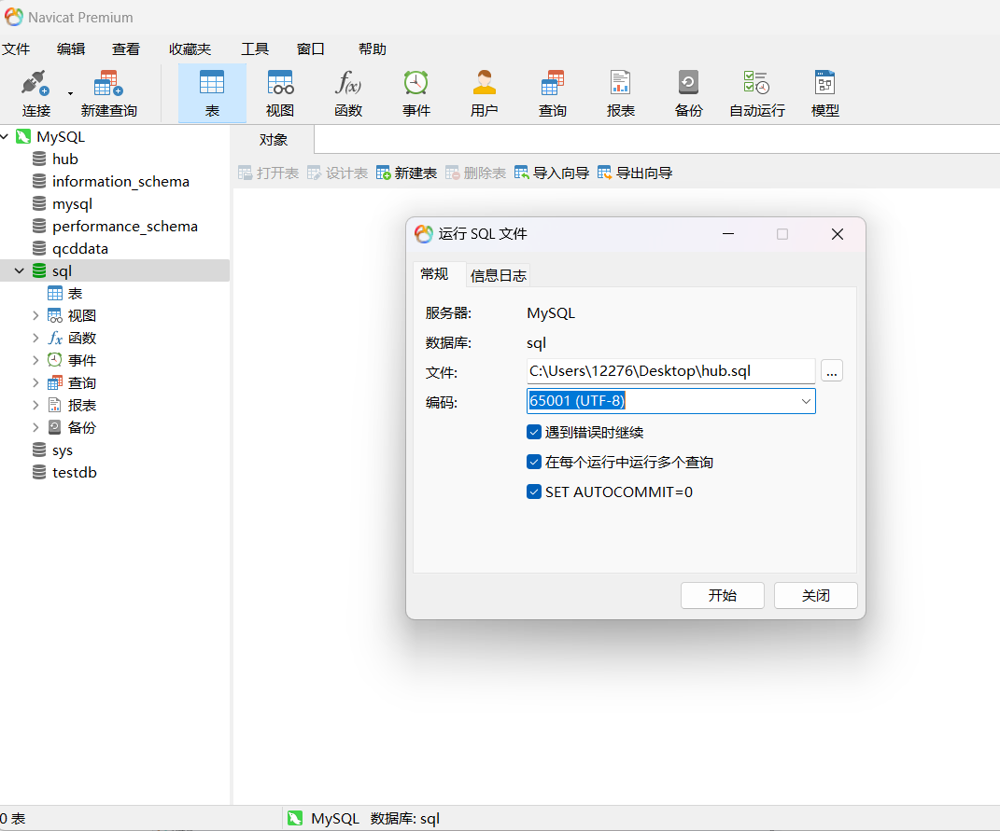 Navicat Premium
文件 编辑 查看 收藏夹 工具 窗口 帮助
连接 新建查询 表 视图 函数 事件 用户 查询 报表 备份 自动运行 模型
MySQL
hub
information_schema
mysql
performance_schema
qcddata
sql
表
视图
函数
事件
查询
报表
备份
sys
testdb
对象
打开表 设计表 新建表 删除表 导入向导 导出向导
运行 SQL 文件
常规 信息日志
服务器: MySQL
数据库: sql
文件: C:\Users\12276\Desktop\hub.sql ...
编码: 65001 (UTF-8)
遇到错误时继续
在每个运行中运行多个查询
SET AUTOCOMMIT=0
开始 关闭
0 表 MySQL 数据库: sql